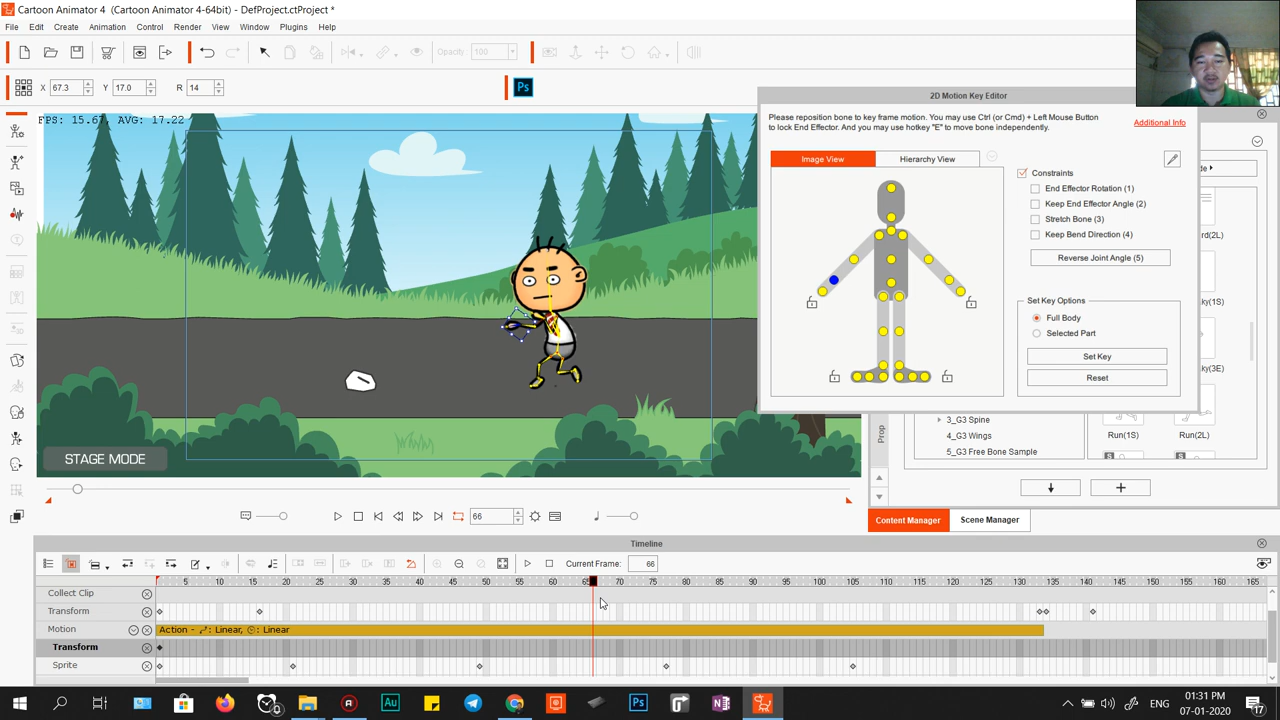 Cartoon Animator 4 (Cartoon Animator 4-64bit) - DefProject.ctProject *
File Edit Create Animation Control Render View Window Plugins Help
Opacity: 100
X 67.3 Y 17.0 R 14 Ps
FPS: 15.67 AVG: 17.22
2D Motion Key Editor
Please reposition bone to key frame motion. You may use Ctrl (or Cmd) + Left Mouse Button
to lock End Effector. And you may use hotkey "E" to move bone independently.
Additional Info
Image View Hierarchy View
Constraints
End Effector Rotation (1)
Keep End Effector Angle (2)
Stretch Bone (3)
Keep Bend Direction (4)
Reverse Joint Angle (5)
Set Key Options
Full Body
Selected Part
Set Key
Reset
Prop
3_G3 Spine
4_G3 Wings
5_G3 Free Bone Sample
Run(1S) Run(2L)
S S
STAGE MODE
66
Content Manager Scene Manager
Timeline
Current Frame: 66
5 10 15 20 25 30 35 40 45 50 55 60 65 70 75 80 85 90 95 100 105 110 115 120 125 130 135 140 145 150 155 160 165
Collect Clip
Transform
Motion Action - : Linear, : Linear
Transform
Sprite
Au Ps N
ENG 01:31 PM
07-01-2020 17